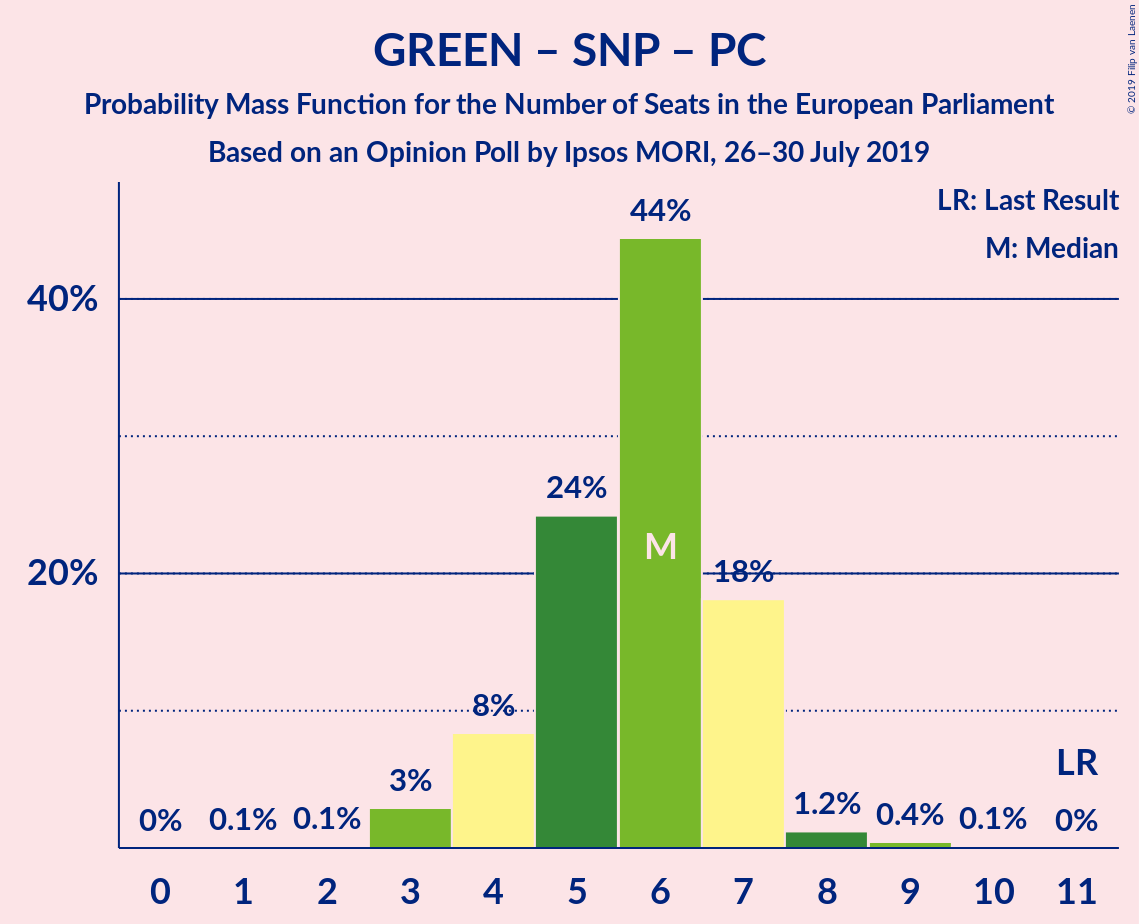 GREEN – SNP – PC
Probability Mass Function for the Number of Seats in the European Parliament
Based on an Opinion Poll by Ipsos MORI, 26–30 July 2019
© 2019 Filip van Laenen
LR: Last Result
M: Median
40%
20%
0%
0.1%
0.1%
3%
8%
24%
44%
M
18%
1.2%
0.4%
0.1%
LR
0%
0 1 2 3 4 5 6 7 8 9 10 11